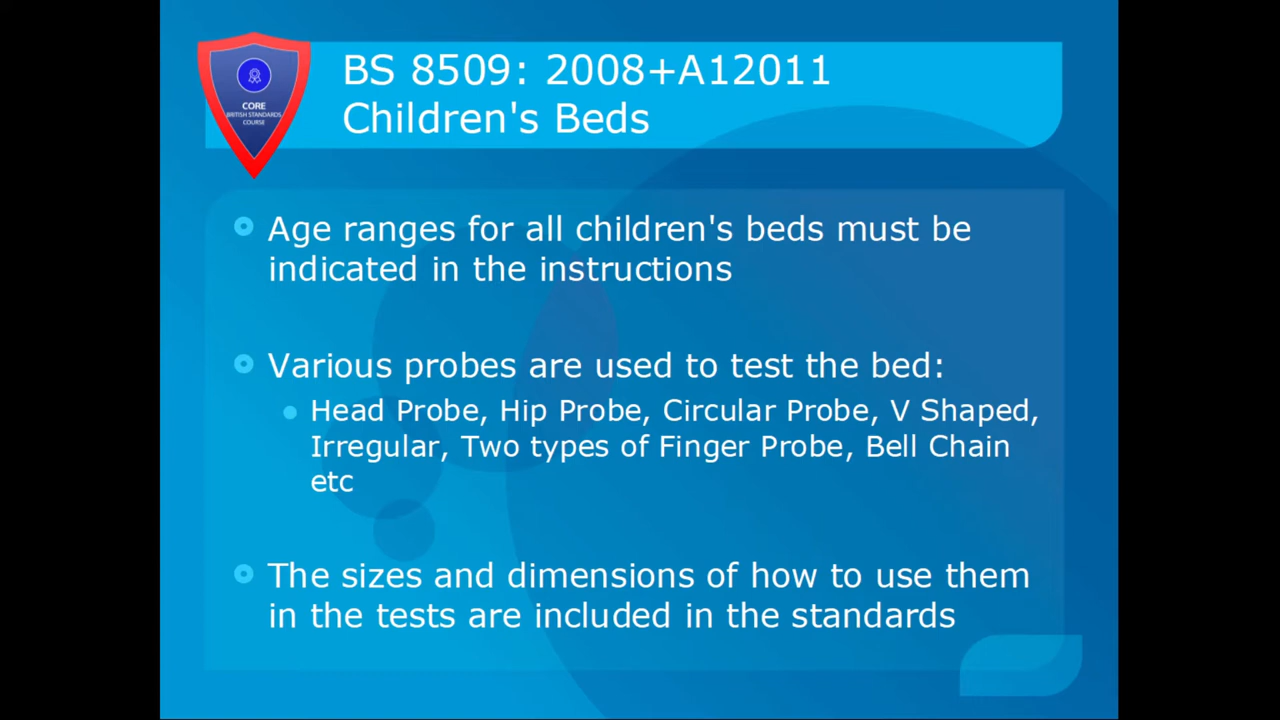 BS 8509: 2008+A12011
Children's Beds
CORE
BRITISH STANDARDS
COURSE
Age ranges for all children's beds must be
indicated in the instructions
Various probes are used to test the bed:
Head Probe, Hip Probe, Circular Probe, V Shaped,
Irregular, Two types of Finger Probe, Bell Chain
etc
The sizes and dimensions of how to use them
in the tests are included in the standards